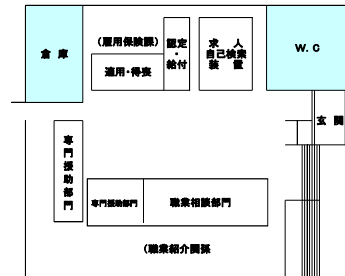 倉庫
(雇用保険課)
適用・得喪
認定・給付
求人
自己検索
装置
W.C
玄関
専門援助部門
専門援助部門
職業相談部門
(職業紹介関係